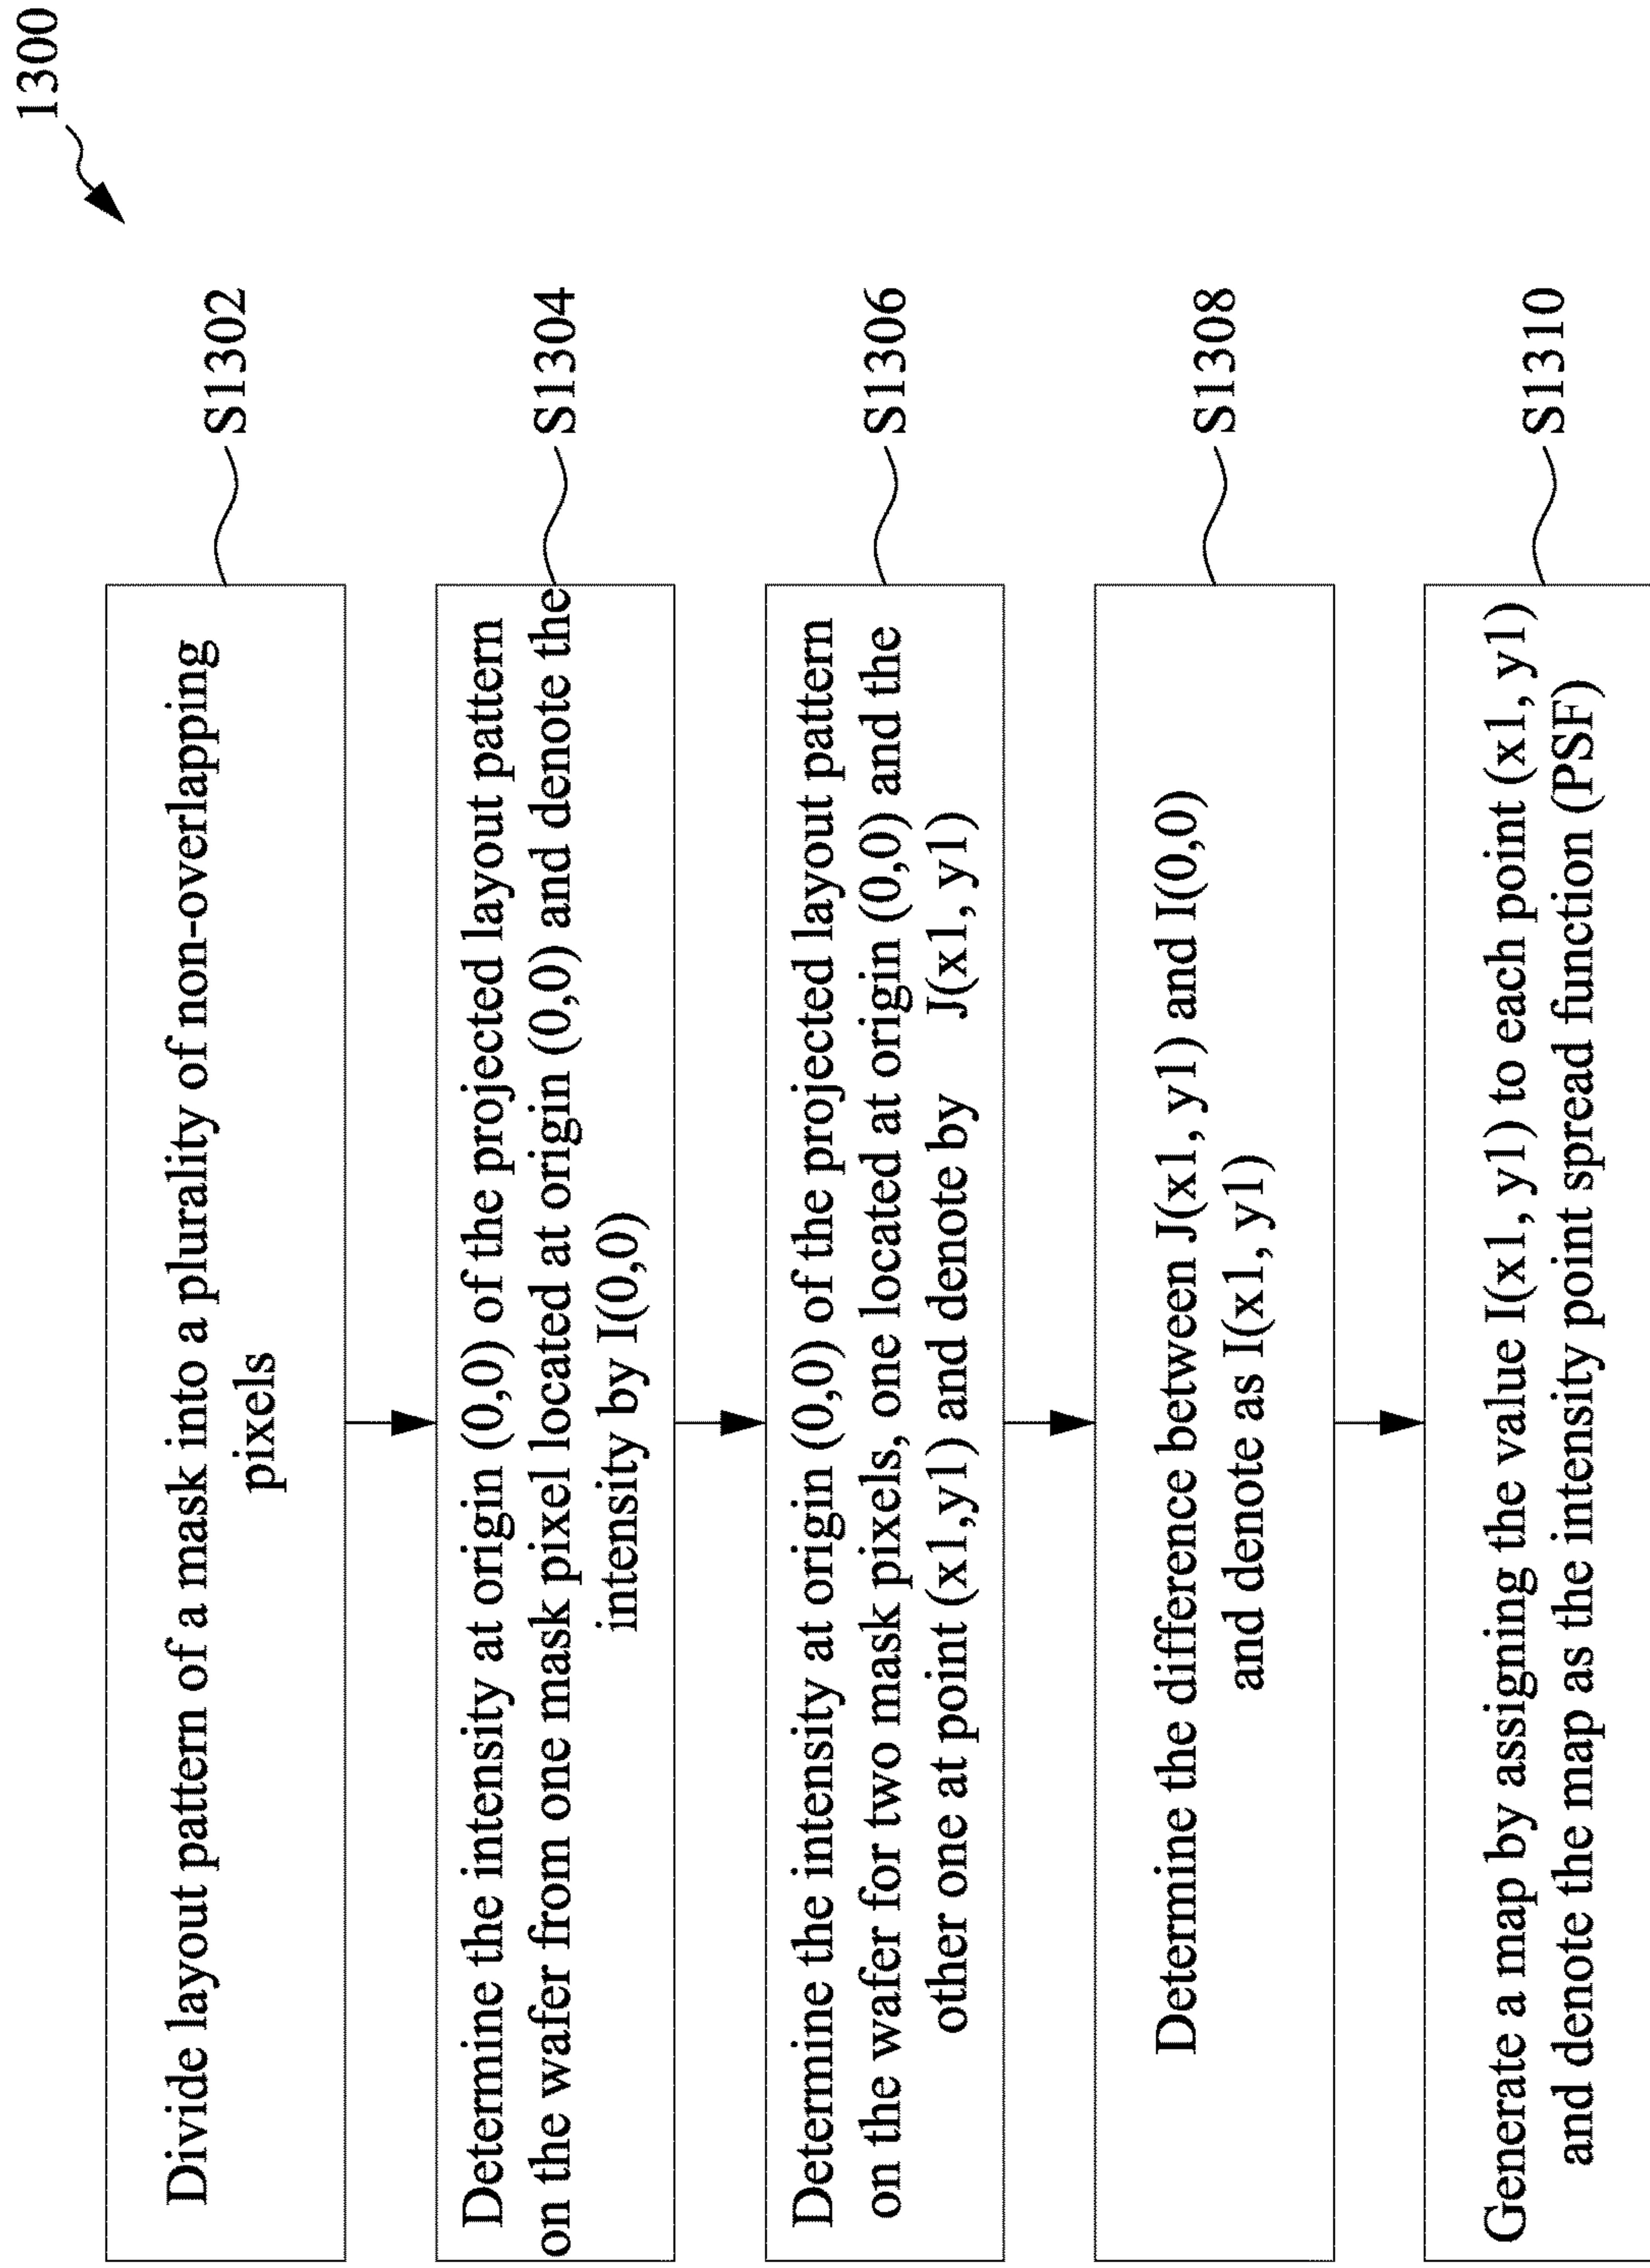 1300
Divide layout pattern of a mask into a plurality of non-overlapping
pixels
S1302
Determine the intensity at origin (0,0) of the projected layout pattern
on the wafer from one mask pixel located at origin (0,0) and denote the
intensity by I(0,0)
S1304
Determine the intensity at origin (0,0) of the projected layout pattern
on the wafer for two mask pixels, one located at origin (0,0) and the
other one at point (x1,y1) and denote by J(x1, y1)
S1306
Determine the difference between J(x1, y1) and I(0,0)
and denote as I(x1, y1)
S1308
Generate a map by assigning the value I(x1, y1) to each point (x1, y1)
and denote the map as the intensity point spread function (PSF)
S1310